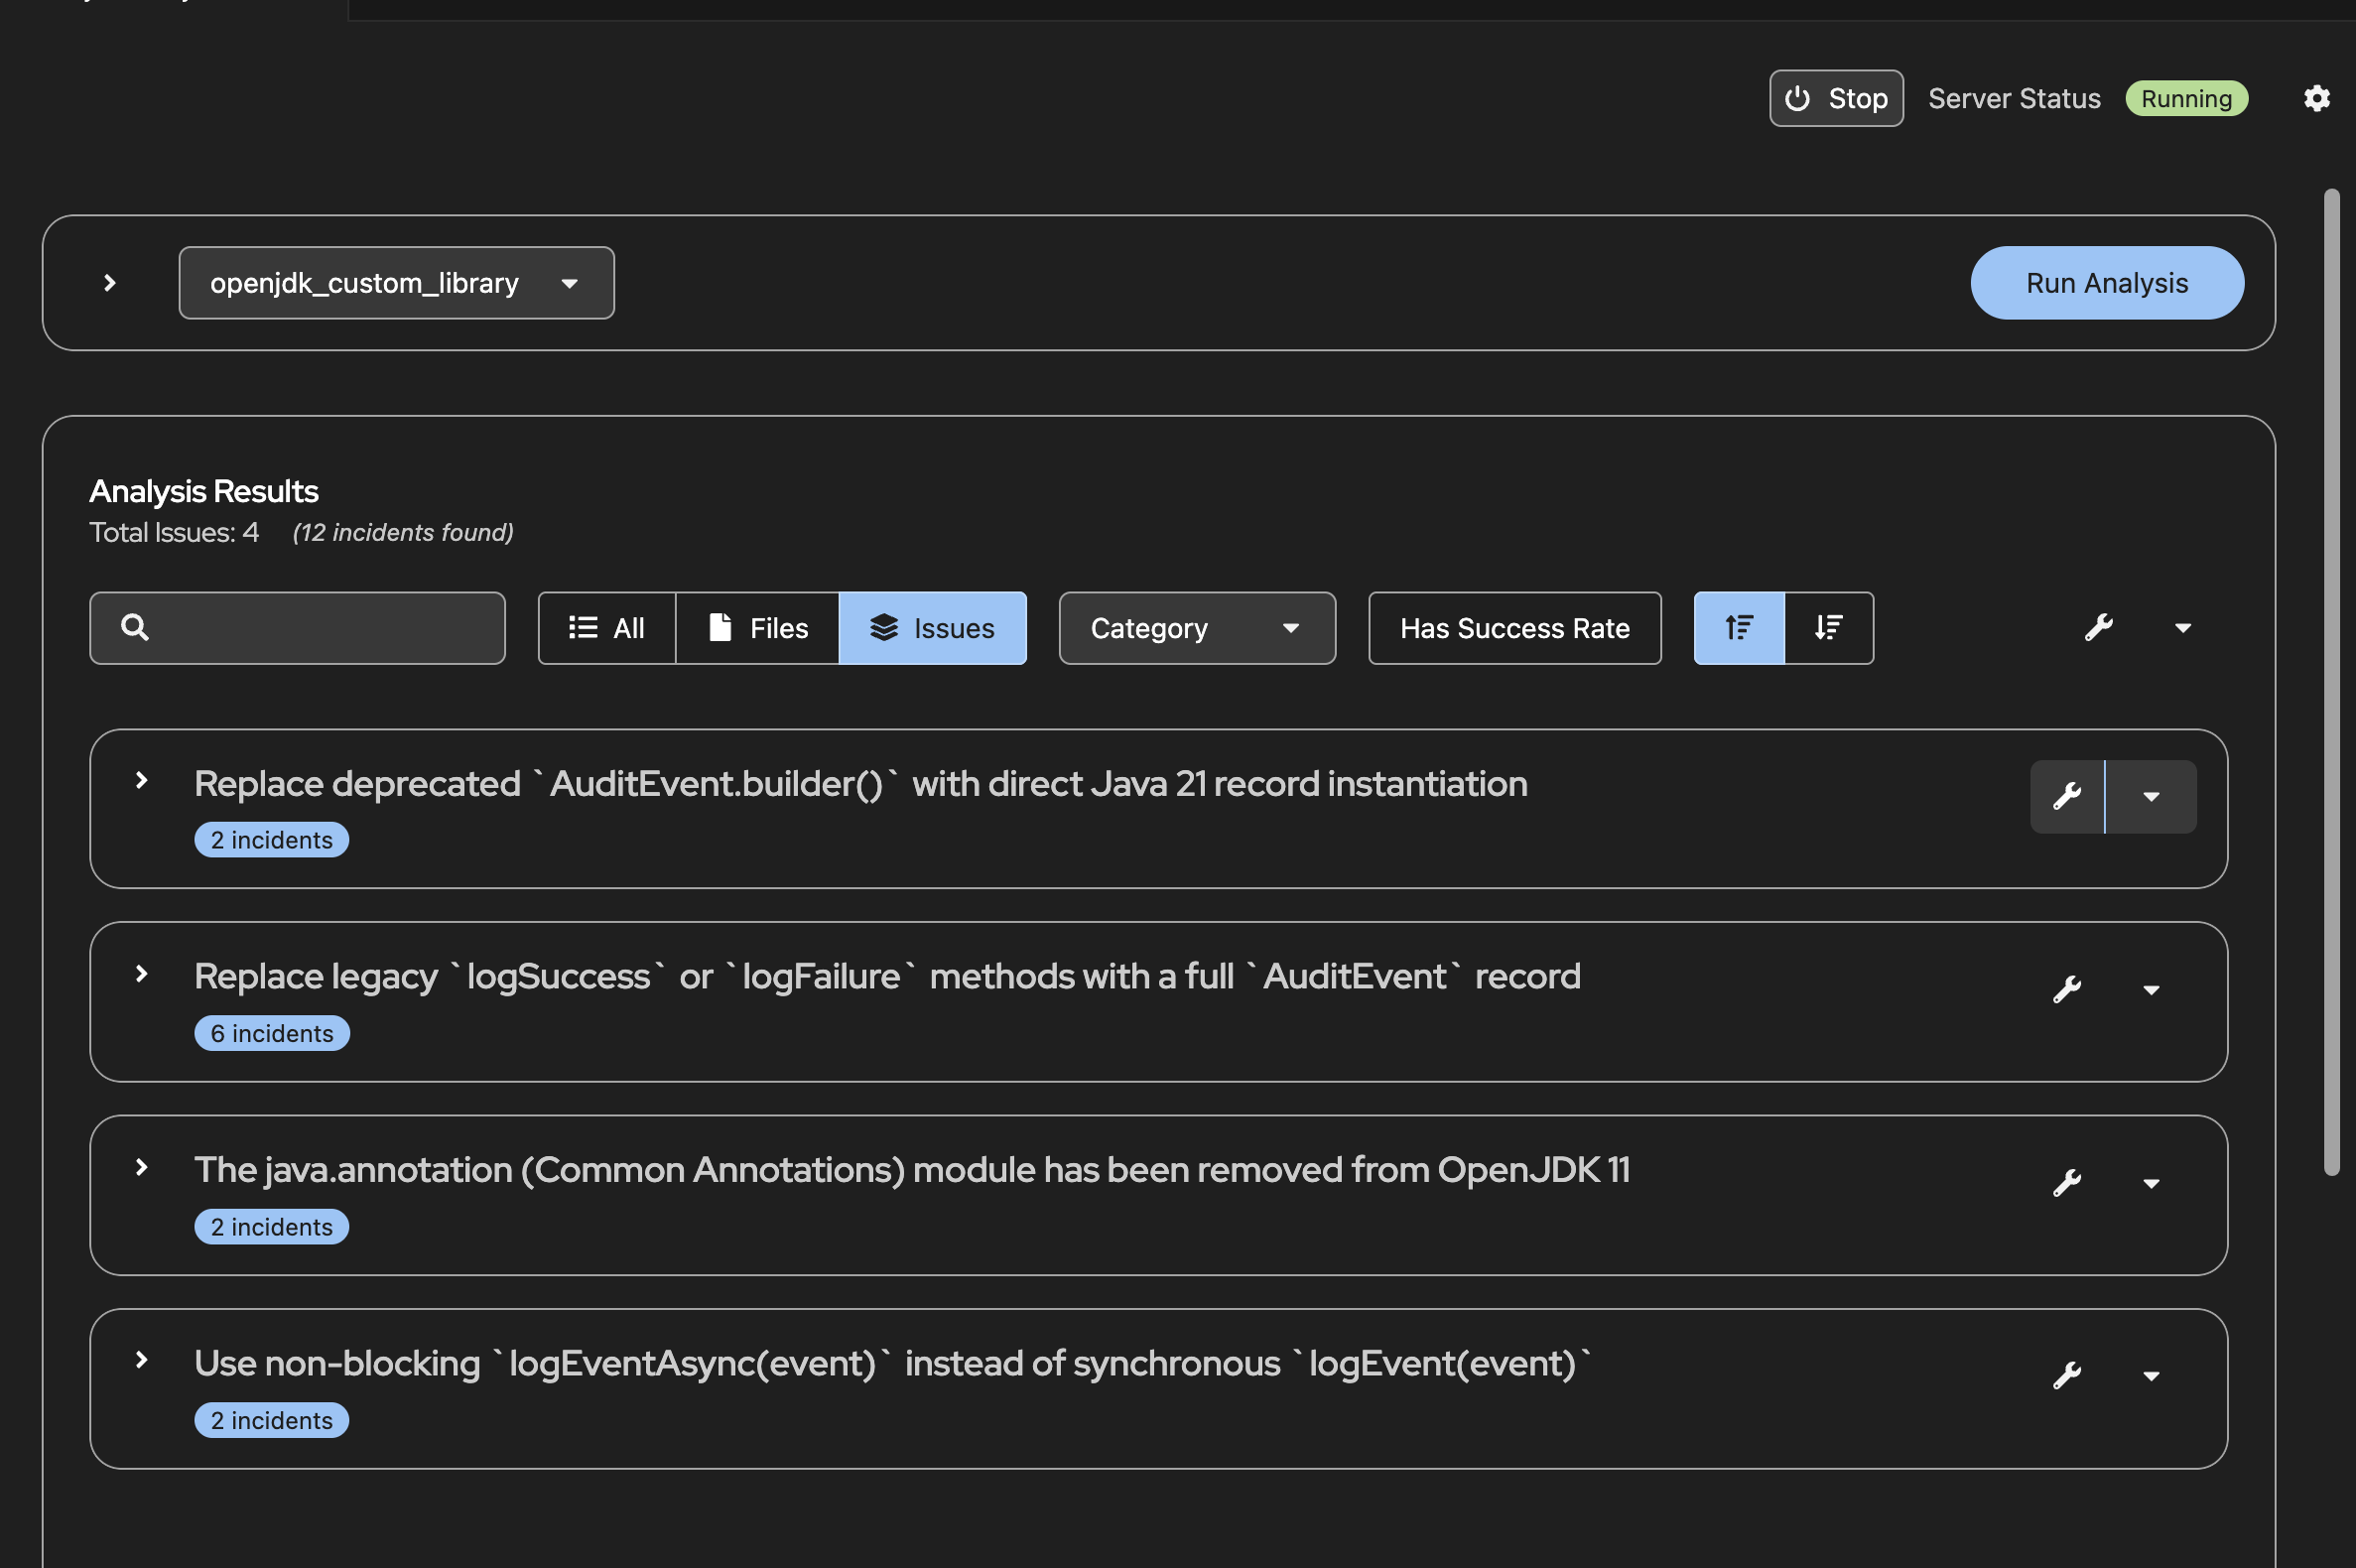 Stop Server Status Running
openjdk_custom_library
Run Analysis
Analysis Results
Total Issues: 4 (12 incidents found)
All Files Issues Category Has Success Rate
Replace deprecated `AuditEvent.builder()` with direct Java 21 record instantiation
2 incidents
Replace legacy `logSuccess` or `logFailure` methods with a full `AuditEvent` record
6 incidents
The java.annotation (Common Annotations) module has been removed from OpenJDK 11
2 incidents
Use non-blocking `logEventAsync(event)` instead of synchronous `logEvent(event)`
2 incidents